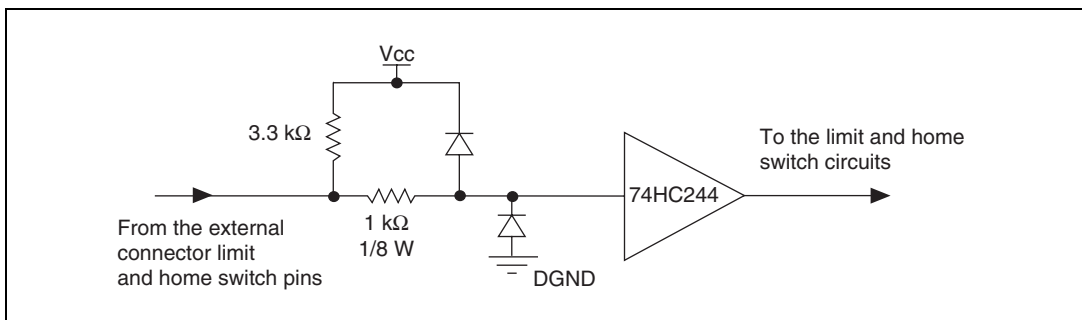 Vcc
3.3 kΩ
To the limit and home
switch circuits
74HC244
From the external
connector limit
and home switch pins
1 kΩ
1/8 W
DGND